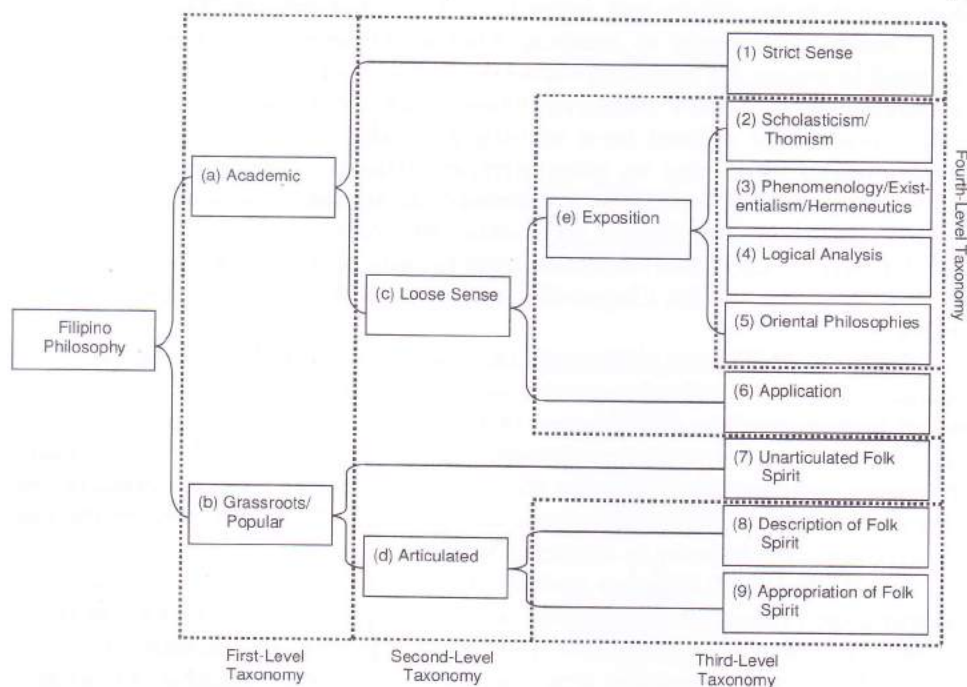 (1) Strict Sense
(2) Scholasticism/
Thomism
(a) Academic
(3) Phenomenology/Exist-
entialism/Hermeneutics
(e) Exposition
(4) Logical Analysis
(c) Loose Sense
Filipino
Philosophy
(5) Oriental Philosophies
(6) Application
(7) Unarticulated Folk
Spirit
(b) Grassroots/
Popular
(8) Description of Folk
Spirit
(d) Articulated
(9) Appropriation of Folk
Spirit
Fourth-Level
Taxonomy
First-Level
Taxonomy
Second-Level
Taxonomy
Third-Level
Taxonomy